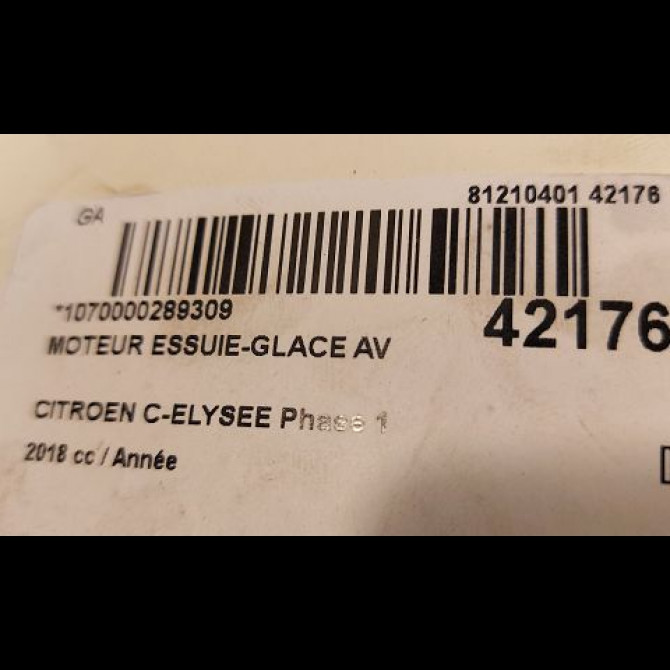 81210401 42176
GA
*1070000289309
42176
MOTEUR ESSUIE-GLACE AV
CITROEN C-ELYSEE Phase 1
2018 cc / Année